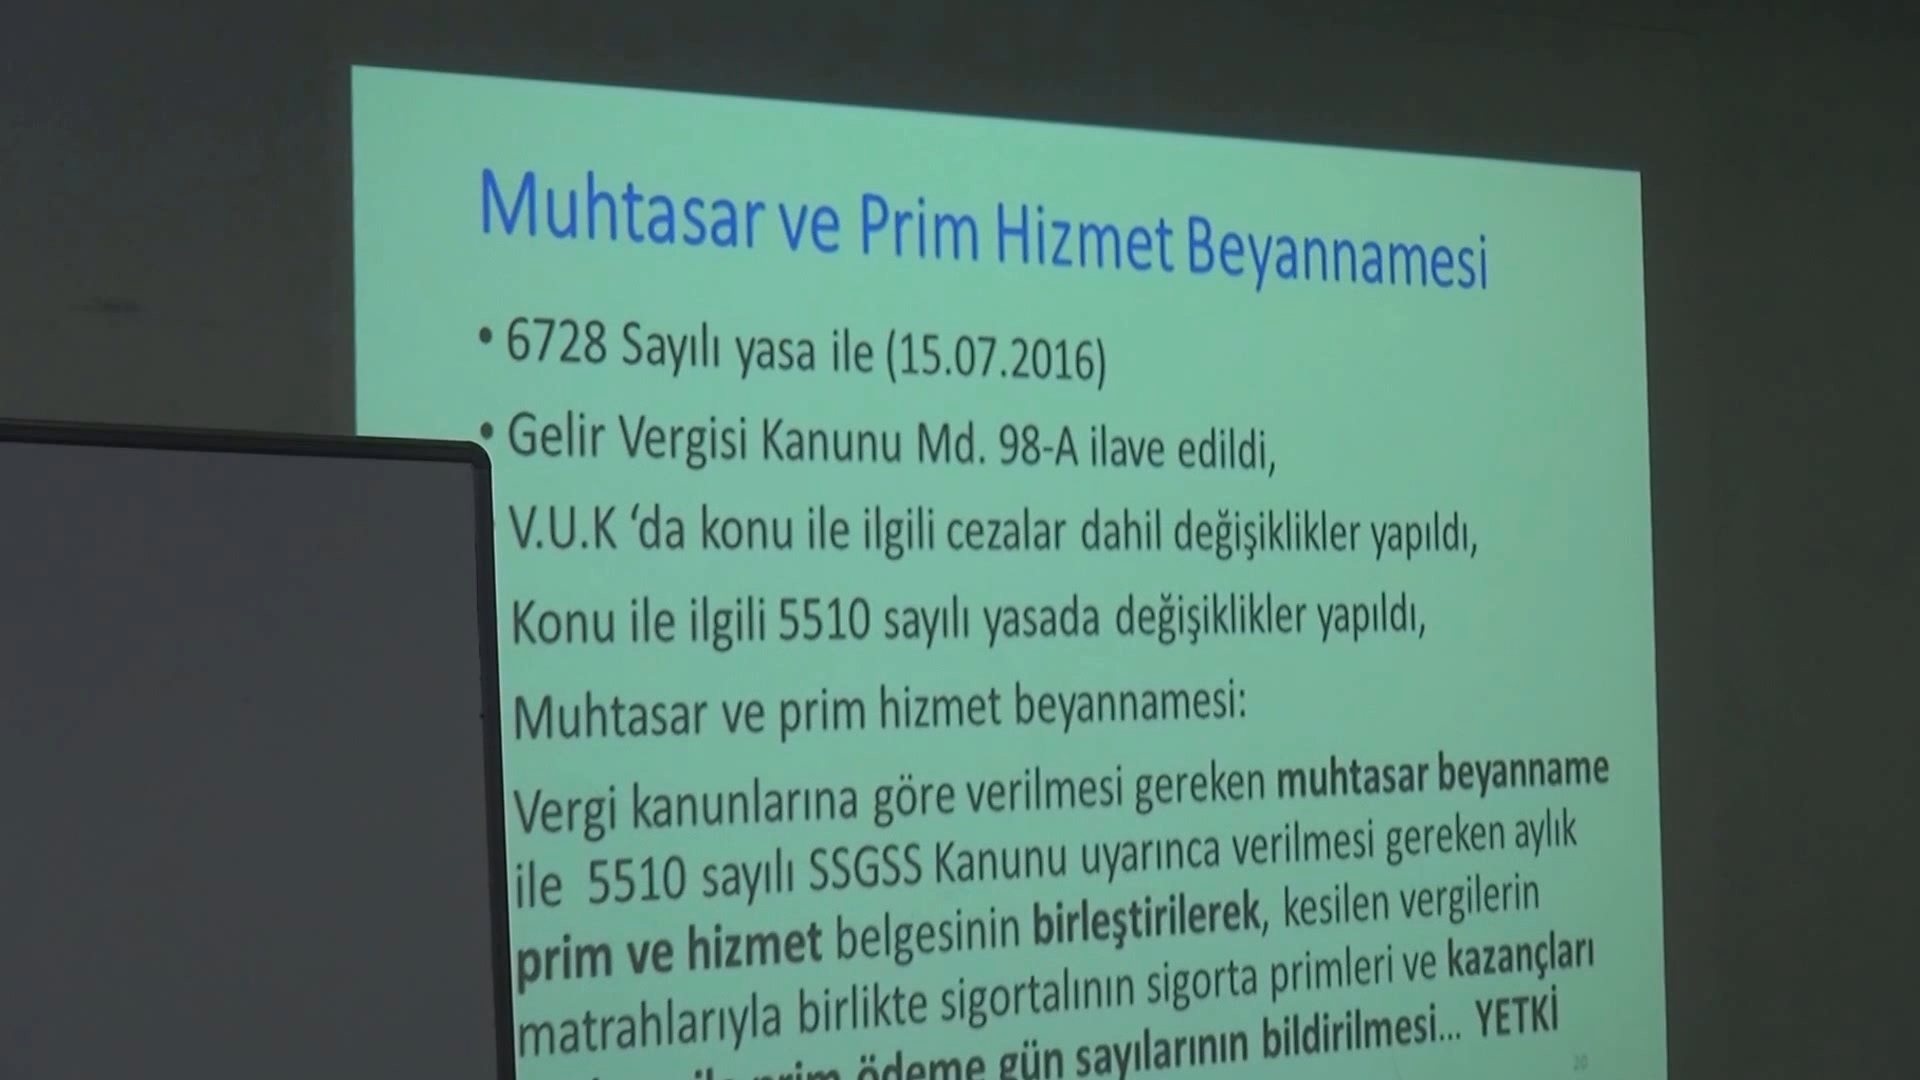 Muhtasar ve Prim Hizmet Beyannamesi
• 6728 Sayılı yasa ile (15.07.2016)
• Gelir Vergisi Kanunu Md. 98-A ilave edildi,
V.U.K ‘da konu ile ilgili cezalar dahil değişiklikler yapıldı,
Konu ile ilgili 5510 sayılı yasada değişiklikler yapıldı,
Muhtasar ve prim hizmet beyannamesi:
Vergi kanunlarına göre verilmesi gereken muhtasar beyanname
ile 5510 sayılı SSGSS Kanunu uyarınca verilmesi gereken aylık
prim ve hizmet belgesinin birleştirilerek, kesilen vergilerin
matrahlarıyla birlikte sigortalının sigorta primleri ve kazançları
prim ödeme gün sayılarının bildirilmesi... YETKİ
20